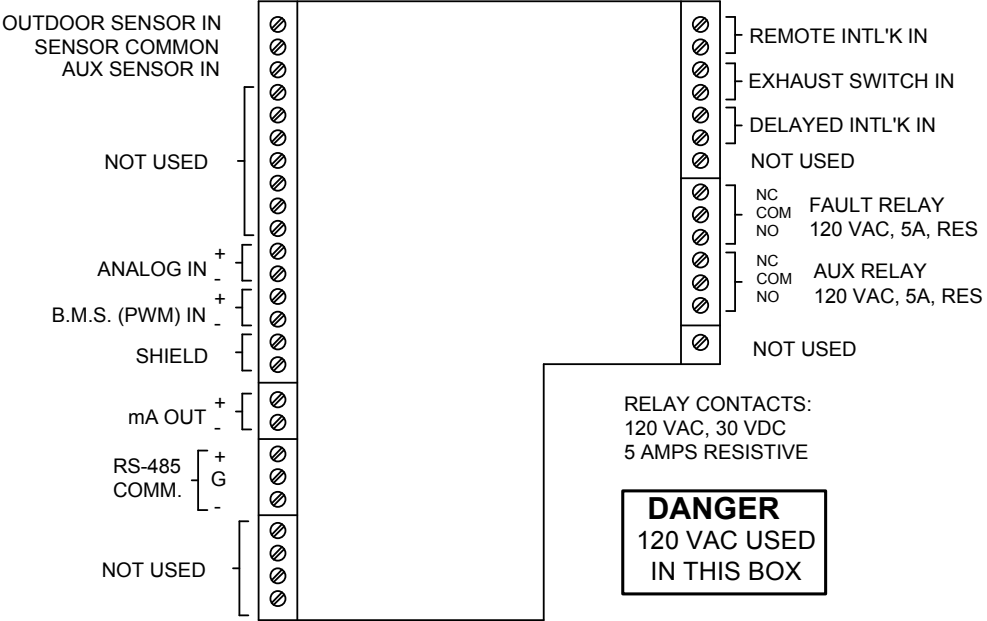 OUTDOOR SENSOR IN
SENSOR COMMON
AUX SENSOR IN
NOT USED
ANALOG IN + -
B.M.S. (PWM) IN + -
SHIELD
mA OUT + -
RS-485
COMM.
+
G
-
NOT USED
REMOTE INTL'K IN
EXHAUST SWITCH IN
DELAYED INTL'K IN
NOT USED
NC
COM
NO
FAULT RELAY
120 VAC, 5A, RES
NC
COM
NO
AUX RELAY
120 VAC, 5A, RES
NOT USED
RELAY CONTACTS:
120 VAC, 30 VDC
5 AMPS RESISTIVE
DANGER
120 VAC USED
IN THIS BOX